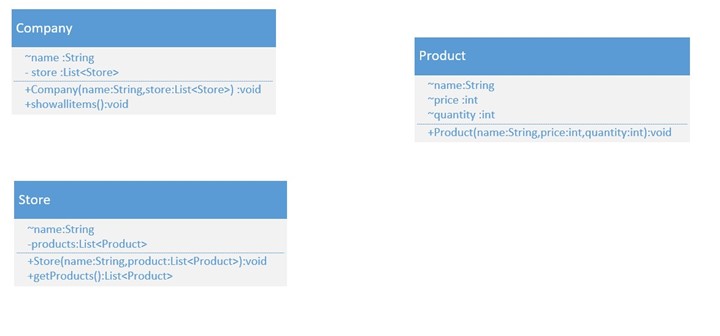 Company
~name :String
- store :List<Store>
+Company(name:String,store:List<Store>) :void
+showallitems():void
Product
~name:String
~price :int
~quantity :int
+Product(name:String,price:int,quantity:int):void
Store
~name:String
-products:List<Product>
+Store(name:String,product:List<Product>):void
+getProducts():List<Product>